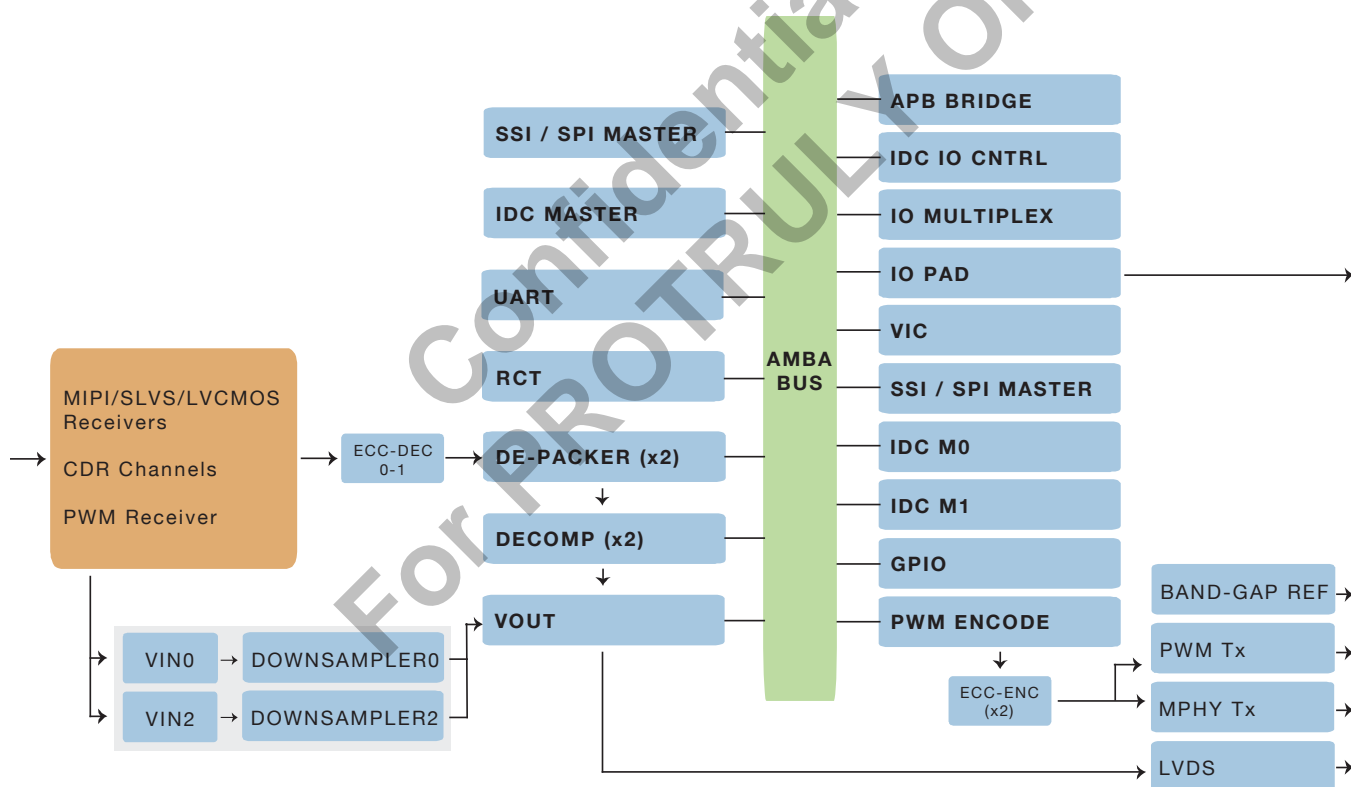 SSI / SPI MASTER
IDC MASTER
UART
RCT
DE-PACKER (x2)
DECOMP (x2)
VOUT
MIPI/SLVS/LVCMOS
Receivers
CDR Channels
PWM Receiver
ECC-DEC
0-1
VIN0
DOWNSAMPLER0
VIN2
DOWNSAMPLER2
AMBA
BUS
APB BRIDGE
IDC IO CNTRL
IO MULTIPLEX
IO PAD
VIC
SSI / SPI MASTER
IDC M0
IDC M1
GPIO
PWM ENCODE
ECC-ENC
(x2)
BAND-GAP REF
PWM Tx
MPHY Tx
LVDS
Confidential
For PROTRULY